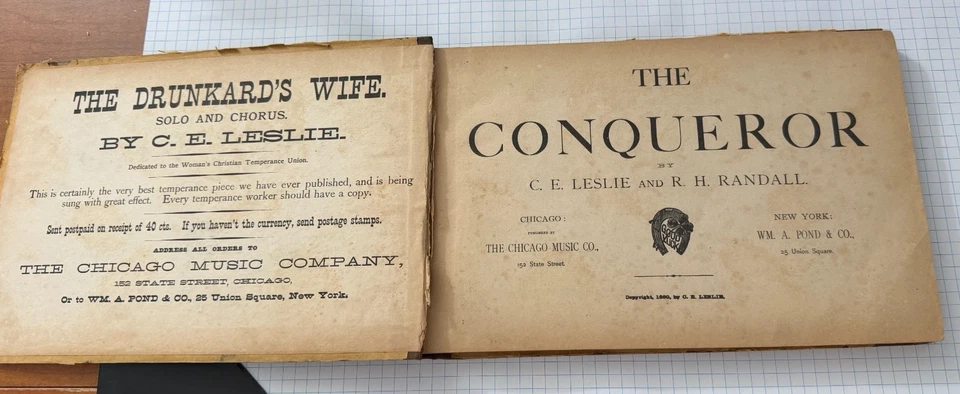 THE DRUNKARD'S WIFE.
SOLO AND CHORUS.
BY C. E. LESLIE.
Dedicated to the Woman's Christian Temperance Union.
This is certainly the very best temperance piece we have ever published, and is being
sung with great effect. Every temperance worker should have a copy.
Sent postpaid on receipt of 40 cts. If you haven't the currency, send postage stamps.
ADDRESS ALL ORDERS TO
THE CHICAGO MUSIC COMPANY,
152 STATE STREET, CHICAGO,
Or to WM. A. POND & CO., 25 Union Square, New York.
THE
CONQUEROR
BY
C. E. LESLIE AND R. H. RANDALL.
CHICAGO:
PUBLISHED BY
THE CHICAGO MUSIC CO.,
152 State Street.
NEW YORK:
WM. A. POND & CO.,
25 Union Square.
Copyright, 1880, by C. E. LESLIE.